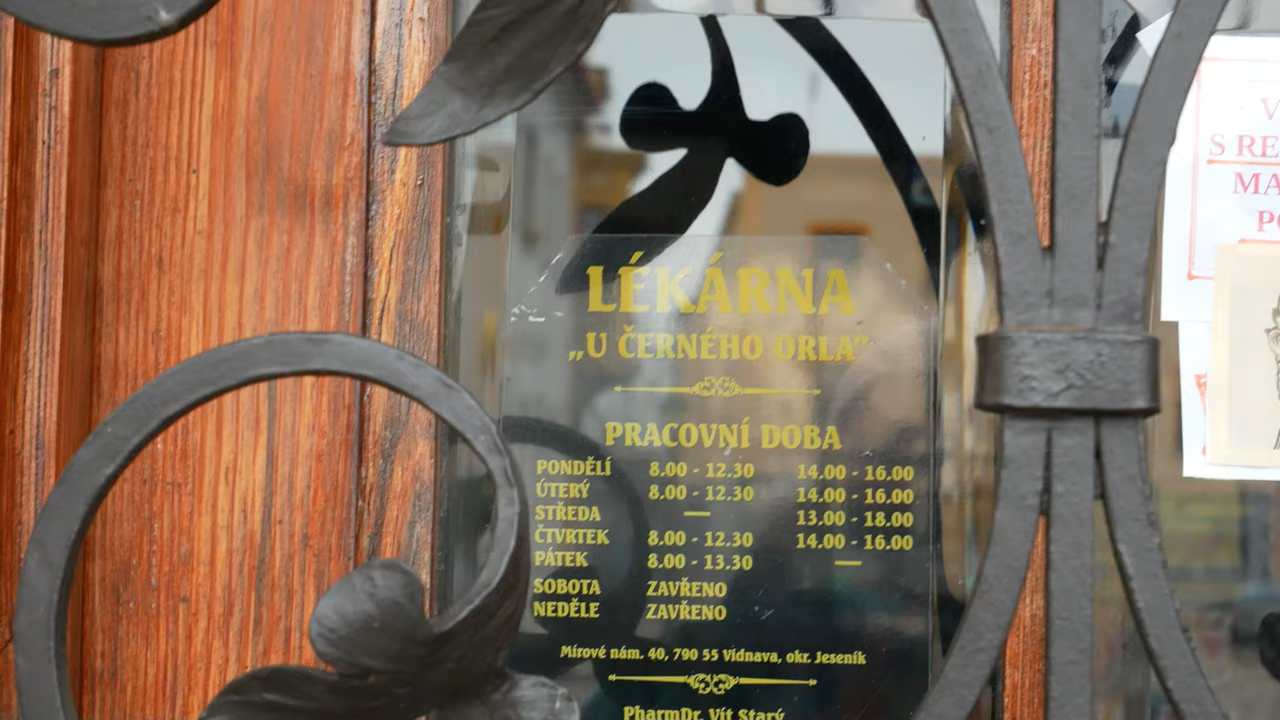 LÉKÁRNA
„U ČERNÉHO ORLA”
PRACOVNÍ DOBA
PONDĚLÍ 8.00 - 12.30 14.00 - 16.00
ÚTERÝ 8.00 - 12.30 14.00 - 16.00
STŘEDA — 13.00 - 18.00
ČTVRTEK 8.00 - 12.30 14.00 - 16.00
PÁTEK 8.00 - 13.30 —
SOBOTA ZAVŘENO
NEDĚLE ZAVŘENO
Mírové nám. 40, 790 55 Vidnava, okr. Jeseník
PharmDr. Vít Starý
V
S RE
MA